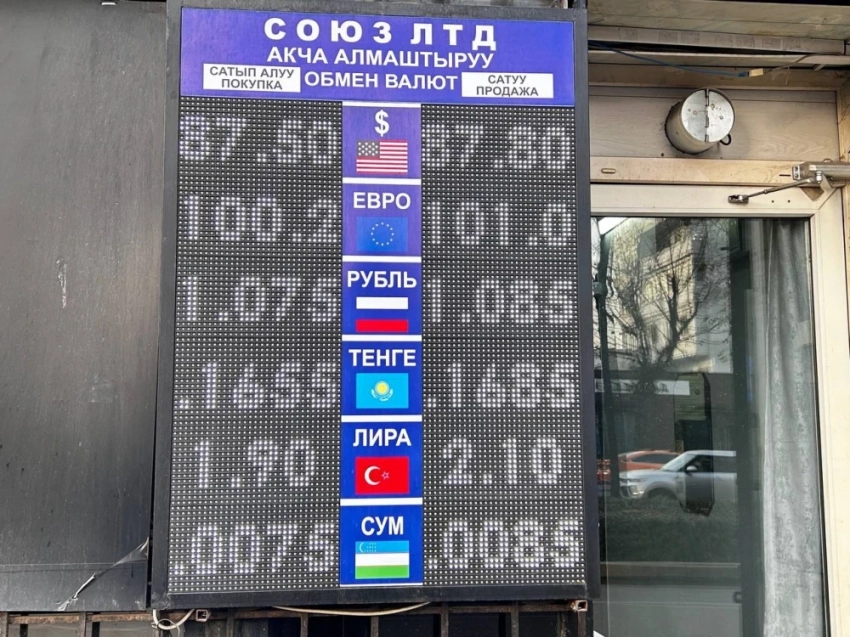 СОЮЗ ЛТД
АКЧА АЛМАШТЫРУУ
САТЫП АЛУУ
ПОКУПКА
ОБМЕН ВАЛЮТ
САТУУ
ПРОДАЖА
87.50 $ 87.80
100.2 ЕВРО 101.0
1.075 РУБЛЬ 1.085
.1655 ТЕНГЕ .1685
1.90 ЛИРА 2.10
.0075 СУМ .0085